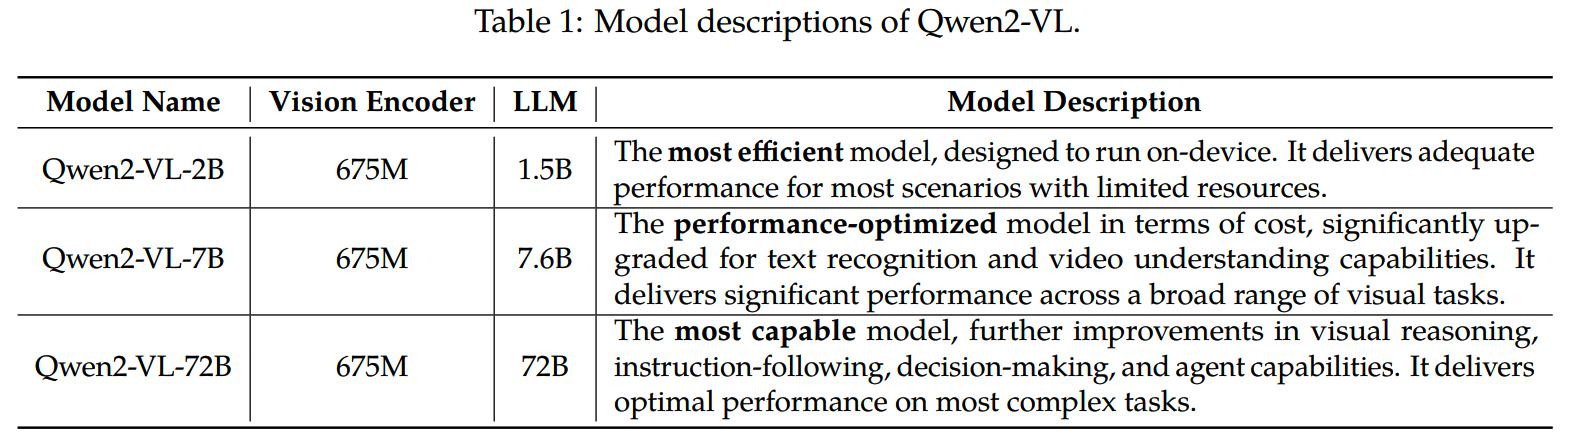 Table 1: Model descriptions of Qwen2-VL.
Model Name Vision Encoder LLM Model Description
Qwen2-VL-2B 675M 1.5B The most efficient model, designed to run on-device. It delivers adequate
performance for most scenarios with limited resources.
Qwen2-VL-7B 675M 7.6B The performance-optimized model in terms of cost, significantly up-
graded for text recognition and video understanding capabilities. It
delivers significant performance across a broad range of visual tasks.
Qwen2-VL-72B 675M 72B The most capable model, further improvements in visual reasoning,
instruction-following, decision-making, and agent capabilities. It delivers
optimal performance on most complex tasks.